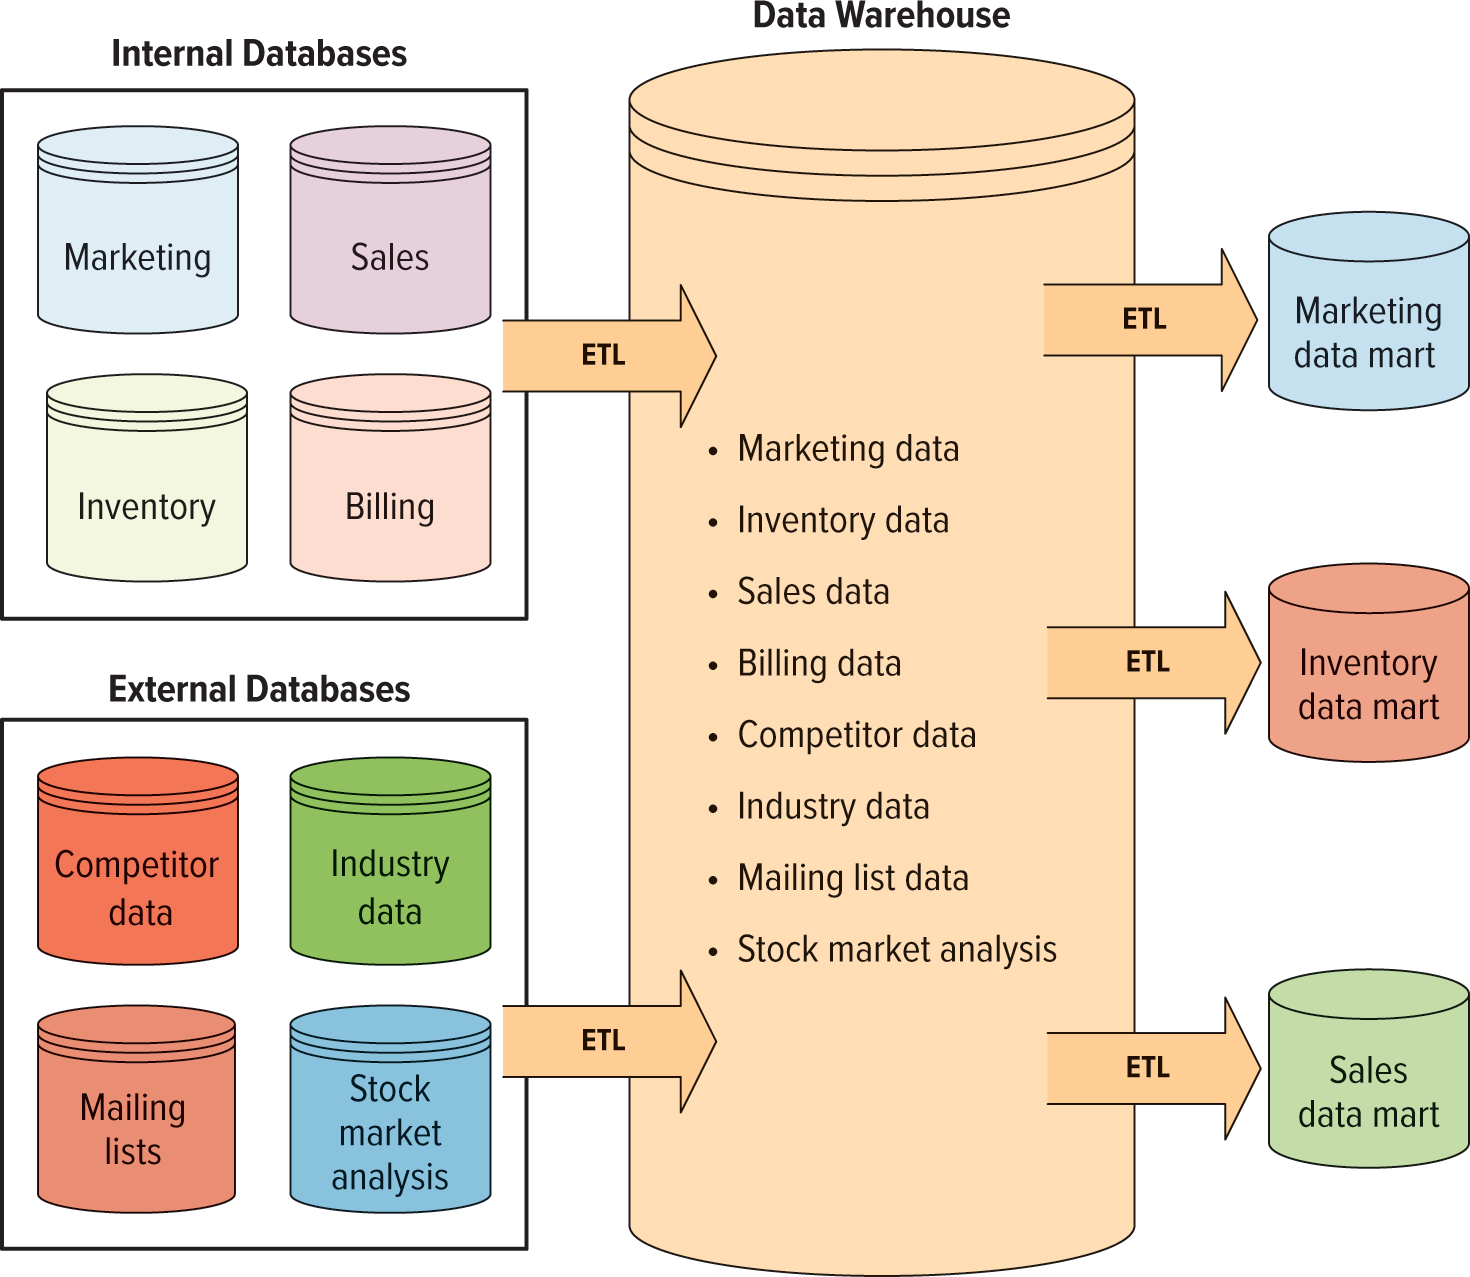 Internal Databases
Marketing
Sales
Inventory
Billing
ETL
External Databases
Competitor
data
Industry
data
Mailing
lists
Stock
market
analysis
ETL
Data Warehouse
• Marketing data
• Inventory data
• Sales data
• Billing data
• Competitor data
• Industry data
• Mailing list data
• Stock market analysis
ETL
Marketing
data mart
ETL
Inventory
data mart
ETL
Sales
data mart